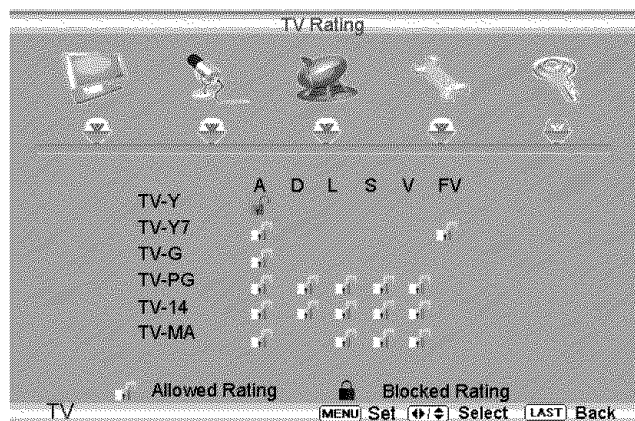 TV Rating
A D L S V FV
TV-Y
TV-Y7
TV-G
TV-PG
TV-14
TV-MA
Allowed Rating Blocked Rating
TV MENU Set Select LAST Back